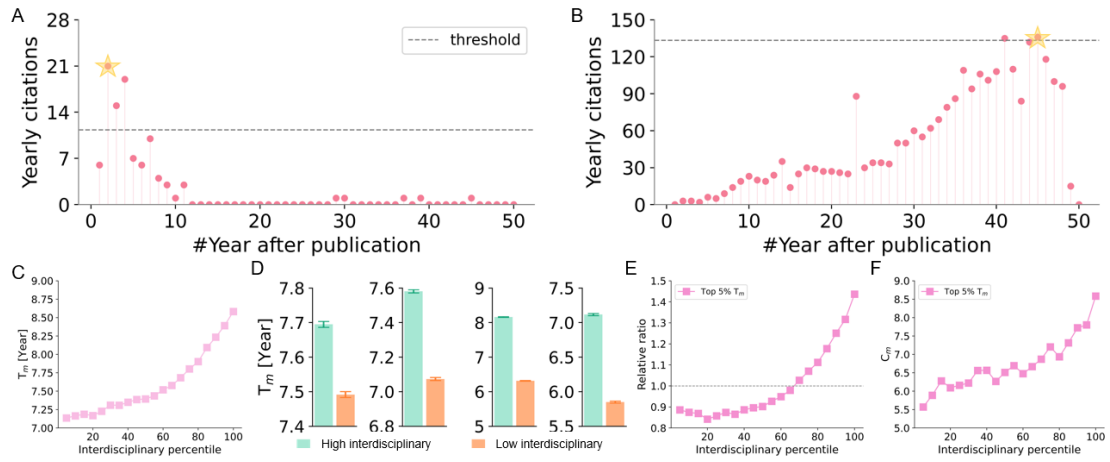 A
28
21
14
7
0
Yearly citations
threshold
0 10 20 30 40 50
#Year after publication
B
150
120
90
60
30
0
Yearly citations
0 10 20 30 40 50
#Year after publication
C
9.00
8.75
8.50
8.25
8.00
7.75
7.50
7.25
7.00
T_m [Year]
20 40 60 80 100
Interdisciplinary percentile
D
T_m [Year]
7.8
7.7
7.6
7.5
7.4
7.6
7.4
7.2
7.0
6.8
9
8
7
6
5
7.5
7.0
6.5
6.0
5.5
High interdisciplinary
Low interdisciplinary
E
1.5
1.4
1.3
1.2
1.1
1.0
0.9
0.8
Relative ratio
Top 5% T_m
0 20 40 60 80 100
Interdisciplinary percentile
F
9.0
8.5
8.0
7.5
7.0
6.5
6.0
5.5
5.0
C_m
Top 5% T_m
0 20 40 60 80 100
Interdisciplinary percentile